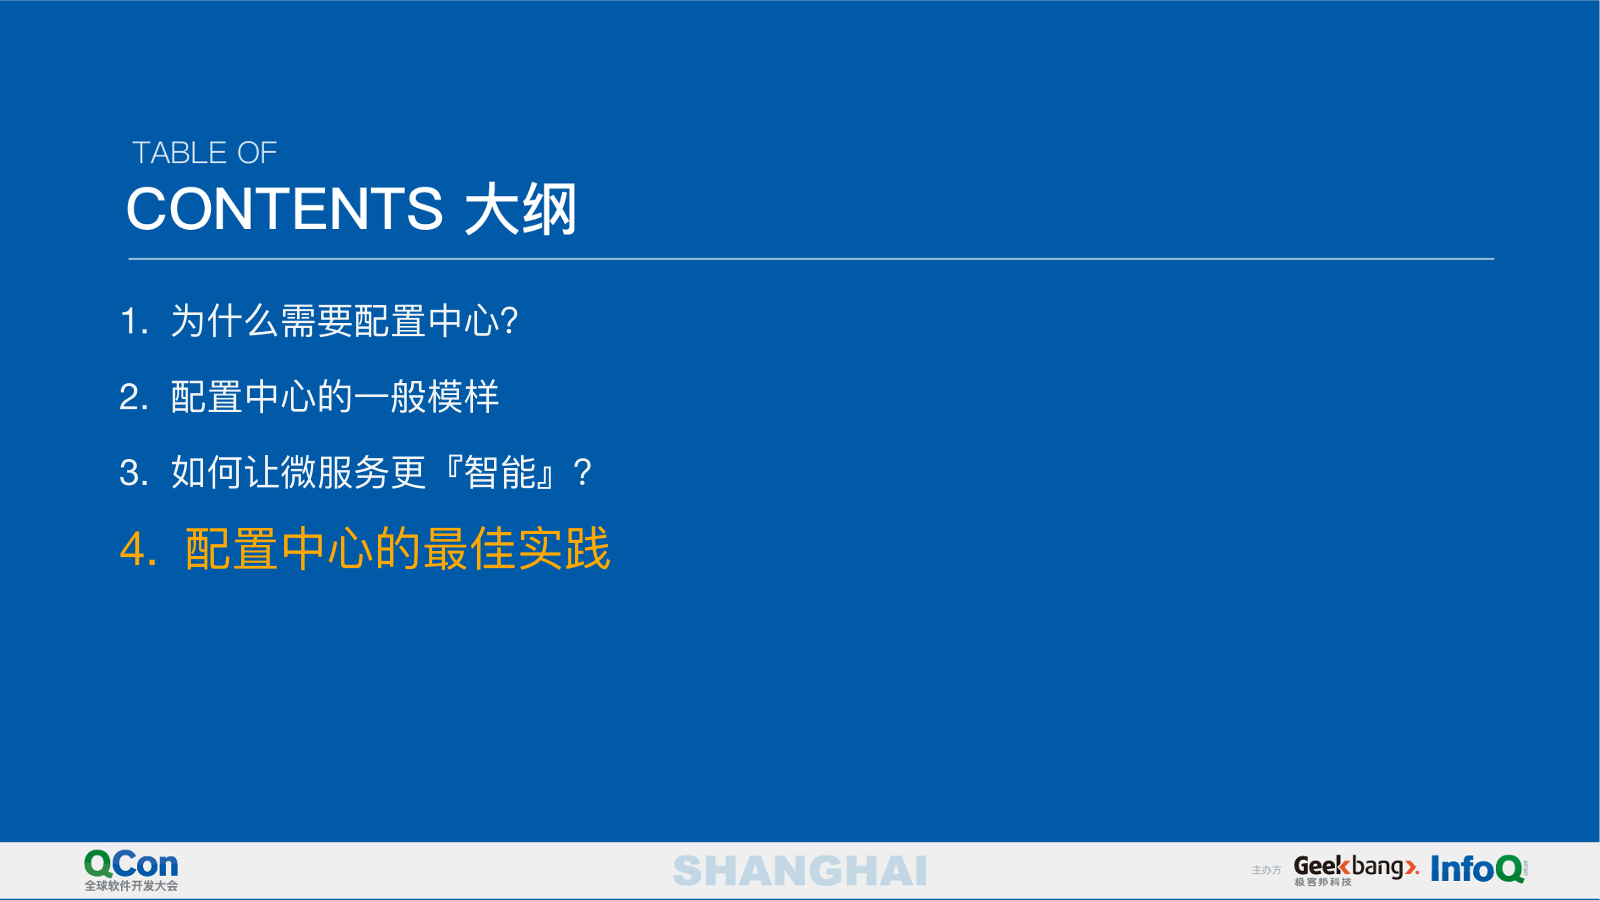 TABLE OF
CONTENTS 大纲
1. 为什么需要配置中心？
2. 配置中心的一般模样
3. 如何让微服务更『智能』？
4. 配置中心的最佳实践
QCon
全球软件开发大会
SHANGHAI
主办方
Geekbang
极客邦科技
InfoQ